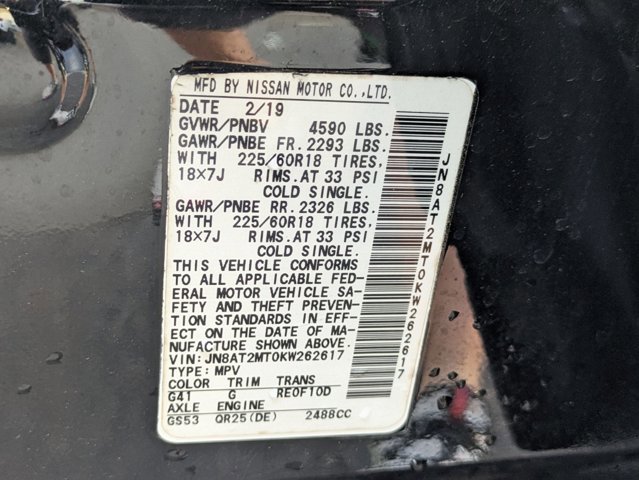 MFD BY NISSAN MOTOR CO.,LTD.
DATE 2/19
GVWR/PNBV 4590 LBS.
GAWR/PNBE FR. 2293 LBS.
WITH 225/60R18 TIRES,
18×7J RIMS.AT 33 PSI
COLD SINGLE.
GAWR/PNBE RR. 2326 LBS.
WITH 225/60R18 TIRES,
18×7J RIMS.AT 33 PSI
COLD SINGLE.
THIS VEHICLE CONFORMS
TO ALL APPLICABLE FED-
ERAL MOTOR VEHICLE SA-
FETY AND THEFT PREVEN-
TION STANDARDS IN EFF-
ECT ON THE DATE OF MA-
NUFACTURE SHOWN ABOVE.
VIN:JN8AT2MT0KW262617
TYPE:MPV
COLOR TRIM TRANS
G41 G RE0F10D
AXLE ENGINE
GS53 QR25(DE) 2488CC
JN8AT2MT0KW262617